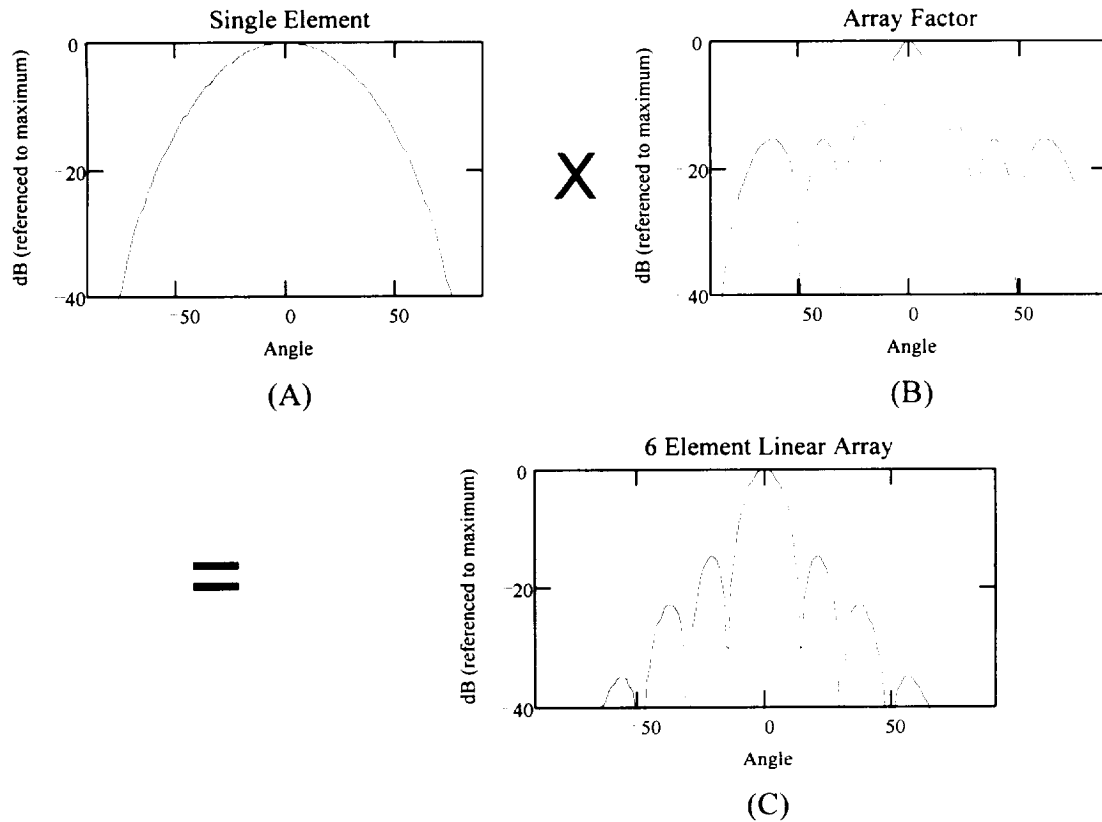 Single Element
Array Factor
dB (referenced to maximum)
0
-20
-40
-50
0
50
Angle
(A)
X
dB (referenced to maximum)
0
-20
-40
50
0
50
Angle
(B)
=
6 Element Linear Array
dB (referenced to maximum)
0
-20
-40
-50
0
50
Angle
(C)